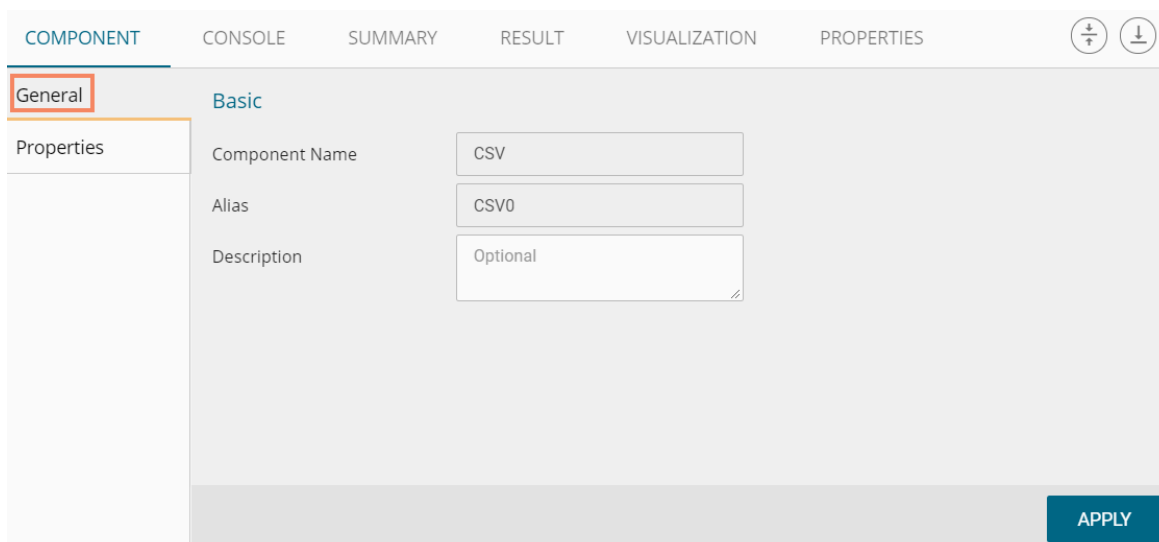 COMPONENT CONSOLE SUMMARY RESULT VISUALIZATION PROPERTIES
General
Properties
Basic
Component Name CSV
Alias CSV0
Description Optional
APPLY